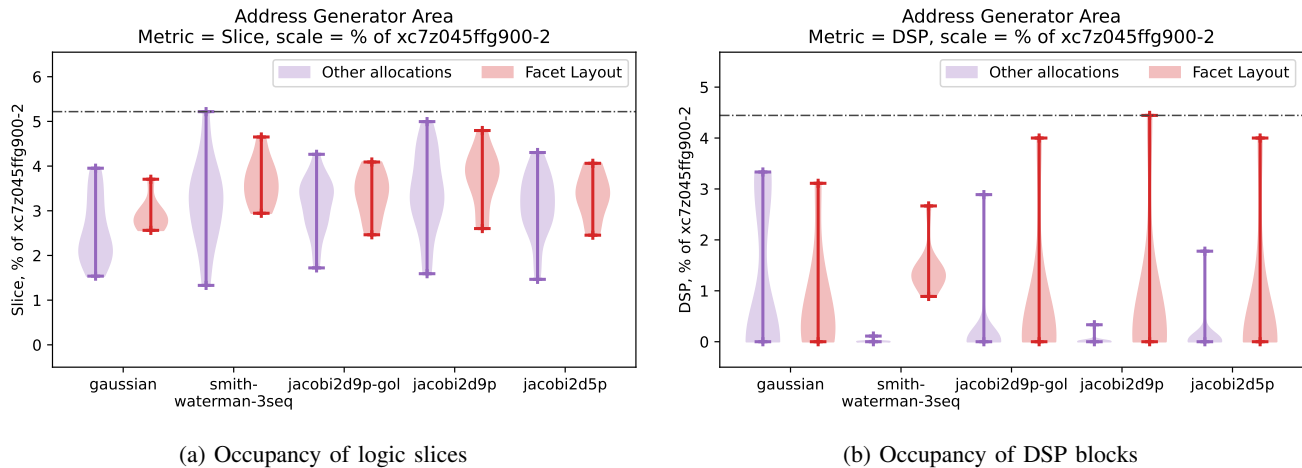 Address Generator Area
Metric = Slice, scale = % of xc7z045ffg900-2
Other allocations
Facet Layout
Slice, % of xc7z045ffg900-2
6
5
4
3
2
1
0
gaussian
smith-
waterman-3seq
jacobi2d9p-gol
jacobi2d9p
jacobi2d5p
(a) Occupancy of logic slices
Address Generator Area
Metric = DSP, scale = % of xc7z045ffg900-2
Other allocations
Facet Layout
DSP, % of xc7z045ffg900-2
5
4
3
2
1
0
gaussian
smith-
waterman-3seq
jacobi2d9p-gol
jacobi2d9p
jacobi2d5p
(b) Occupancy of DSP blocks